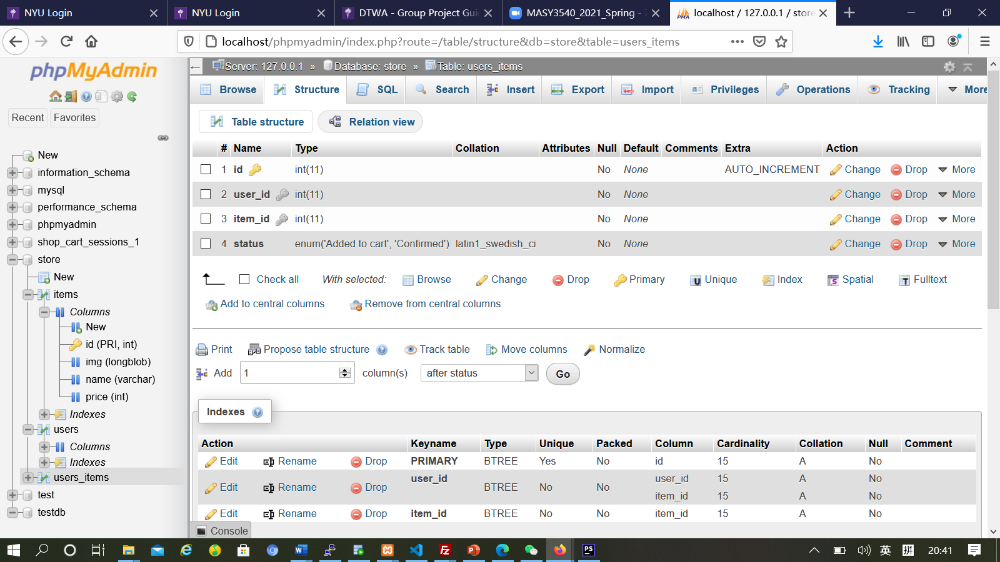 NYU Login
NYU Login
DTWA - Group Project Gui
MASY3540_2021_Spring -
localhost / 127.0.0.1 / store
localhost/phpmyadmin/index.php?route=/table/structure&db=store&table=users_items
phpMyAdmin
Recent
Favorites
New
information_schema
mysql
performance_schema
phpmyadmin
shop_cart_sessions_1
store
New
items
Columns
New
id (PRI, int)
img (longblob)
name (varchar)
price (int)
Indexes
users
Columns
Indexes
users_items
test
testdb
Server: 127.0.0.1 » Database: store » Table: users_items
Browse Structure SQL Search Insert Export Import Privileges Operations Tracking More
Table structure Relation view
# Name Type Collation Attributes Null Default Comments Extra Action
1 id int(11) No None AUTO_INCREMENT Change Drop More
2 user_id int(11) No None Change Drop More
3 item_id int(11) No None Change Drop More
4 status enum('Added to cart', 'Confirmed') latin1_swedish_ci No None Change Drop More
Check all With selected: Browse Change Drop Primary Unique Index Spatial Fulltext
Add to central columns Remove from central columns
Print Propose table structure Track table Move columns Normalize
Add 1 column(s) after status Go
Indexes
Action Keyname Type Unique Packed Column Cardinality Collation Null Comment
Edit Rename Drop PRIMARY BTREE Yes No id 15 A No
Edit Rename Drop user_id BTREE No No user_id 15 A No
item_id 15 A No
Edit Rename Drop item_id BTREE No No item_id 15 A No
Console
英 拼 20:41